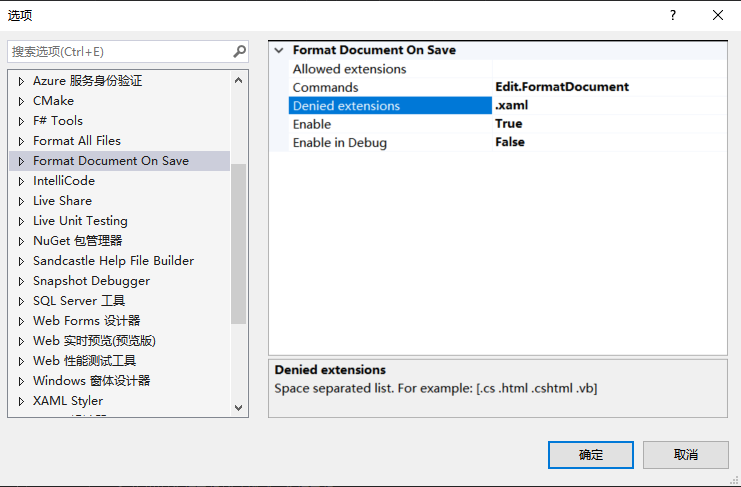 选项
?
搜索选项(Ctrl+E)
Azure 服务身份验证
CMake
F# Tools
Format All Files
Format Document On Save
IntelliCode
Live Share
Live Unit Testing
NuGet 包管理器
Sandcastle Help File Builder
Snapshot Debugger
SQL Server 工具
Web Forms 设计器
Web 实时预览(预览版)
Web 性能测试工具
Windows 窗体设计器
XAML Styler
Format Document On Save
Allowed extensions
Commands Edit.FormatDocument
Denied extensions .xaml
Enable True
Enable in Debug False
Denied extensions
Space separated list. For example: [.cs .html .cshtml .vb]
确定
取消